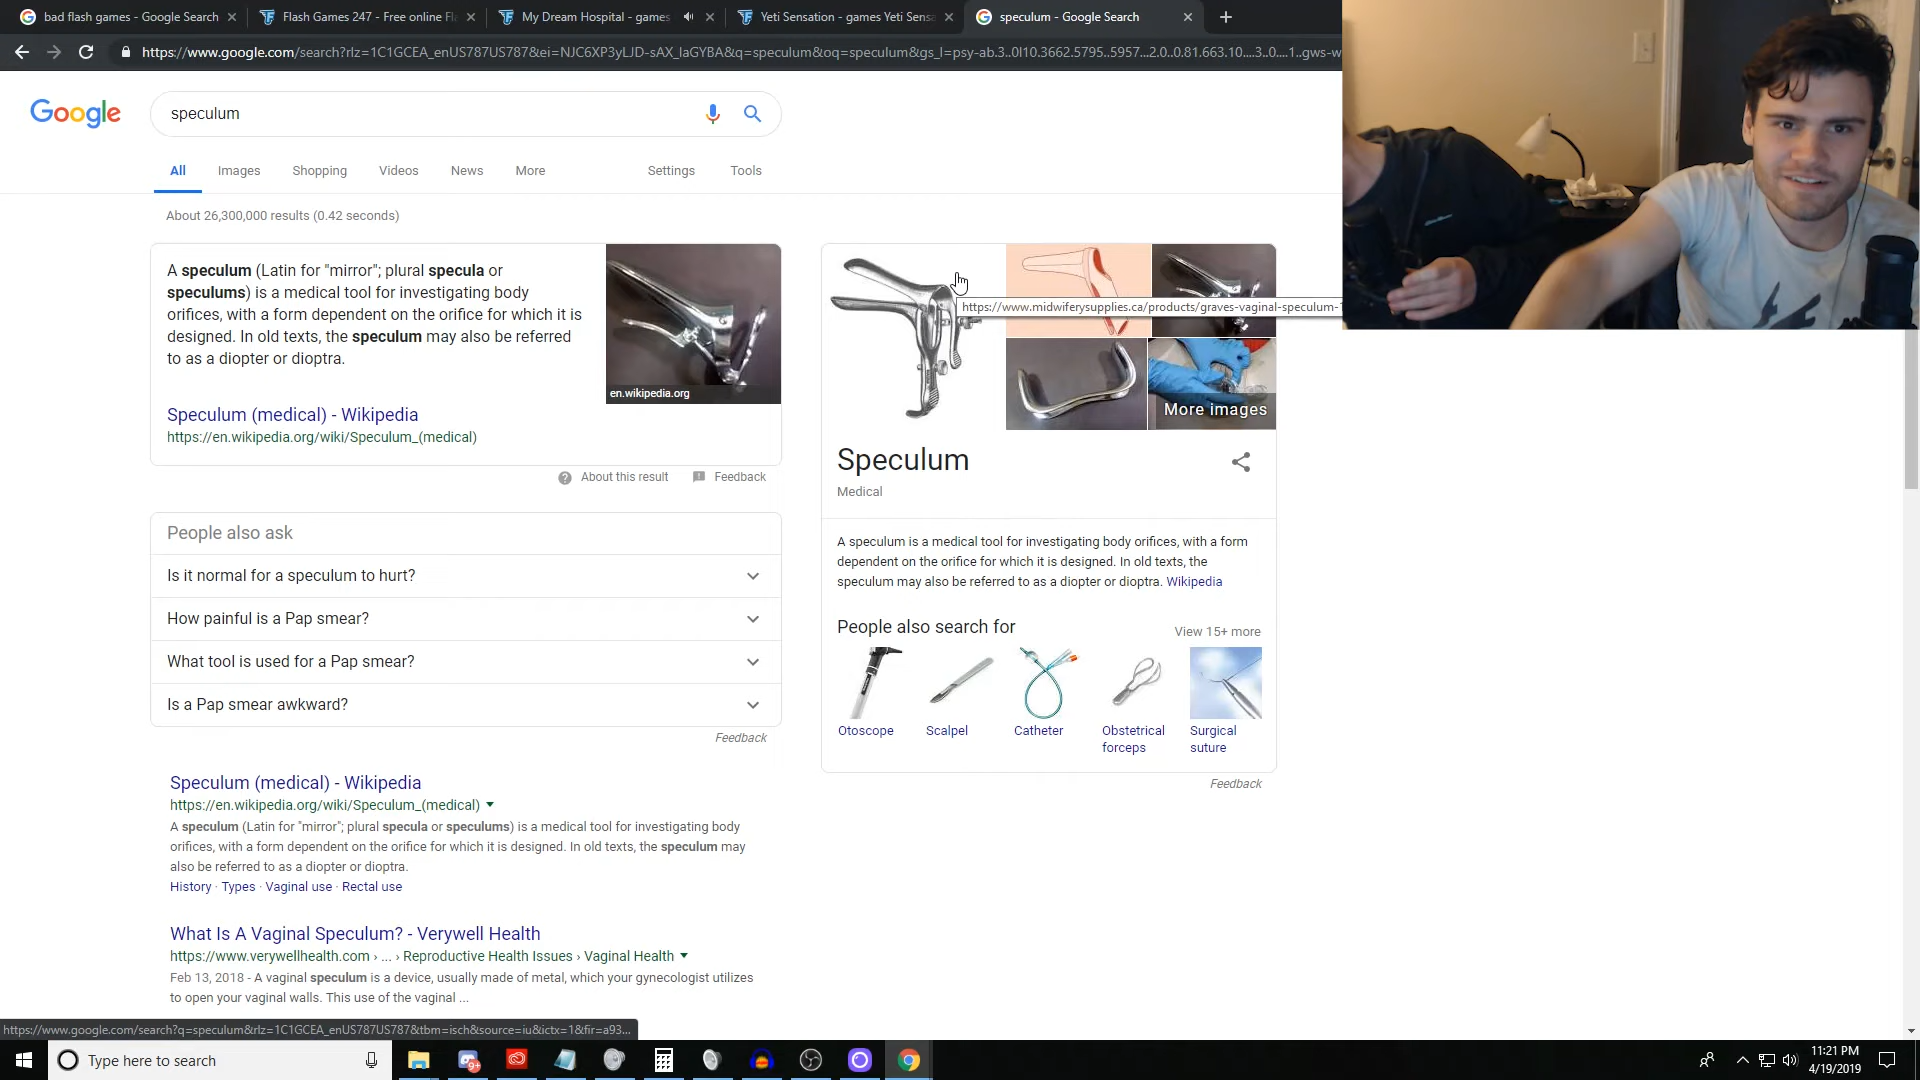 bad flash games - Google Search
Flash Games 247 - Free online Fl
My Dream Hospital - games
Yeti Sensation - games Yeti Sens
speculum - Google Search
https://www.google.com/search?rlz=1C1GCEA_enUS787US787&ei=NJC6XP3yLJD-sAX_laGYBA&q=speculum&oq=speculum&gs_l=psy-ab.3..0l10.3662.5795..5957...2.0..0.81.663.10....3..0....1..gws-w
Google
speculum
All
Images
Shopping
Videos
News
More
Settings
Tools
About 26,300,000 results (0.42 seconds)
A speculum (Latin for "mirror"; plural specula or
speculums) is a medical tool for investigating body
orifices, with a form dependent on the orifice for which it is
designed. In old texts, the speculum may also be referred
to as a diopter or dioptra.
en.wikipedia.org
Speculum (medical) - Wikipedia
https://en.wikipedia.org/wiki/Speculum_(medical)
About this result
Feedback
People also ask
Is it normal for a speculum to hurt?
How painful is a Pap smear?
What tool is used for a Pap smear?
Is a Pap smear awkward?
Feedback
Speculum (medical) - Wikipedia
https://en.wikipedia.org/wiki/Speculum_(medical)
A speculum (Latin for "mirror"; plural specula or speculums) is a medical tool for investigating body
orifices, with a form dependent on the orifice for which it is designed. In old texts, the speculum may
also be referred to as a diopter or dioptra.
History · Types · Vaginal use · Rectal use
What Is A Vaginal Speculum? - Verywell Health
https://www.verywellhealth.com › ... › Reproductive Health Issues › Vaginal Health
Feb 13, 2018 - A vaginal speculum is a device, usually made of metal, which your gynecologist utilizes
to open your vaginal walls. This use of the vaginal ...
https://www.midwiferysupplies.ca/products/graves-vaginal-speculum-1
More images
Speculum
Medical
A speculum is a medical tool for investigating body orifices, with a form
dependent on the orifice for which it is designed. In old texts, the
speculum may also be referred to as a diopter or dioptra. Wikipedia
People also search for
View 15+ more
Otoscope
Scalpel
Catheter
Obstetrical
forceps
Surgical
suture
Feedback
https://www.google.com/search?q=speculum&rlz=1C1GCEA_enUS787US787&tbm=isch&source=iu&ictx=1&fir=a93...
Type here to search
9+
11:21 PM
4/19/2019